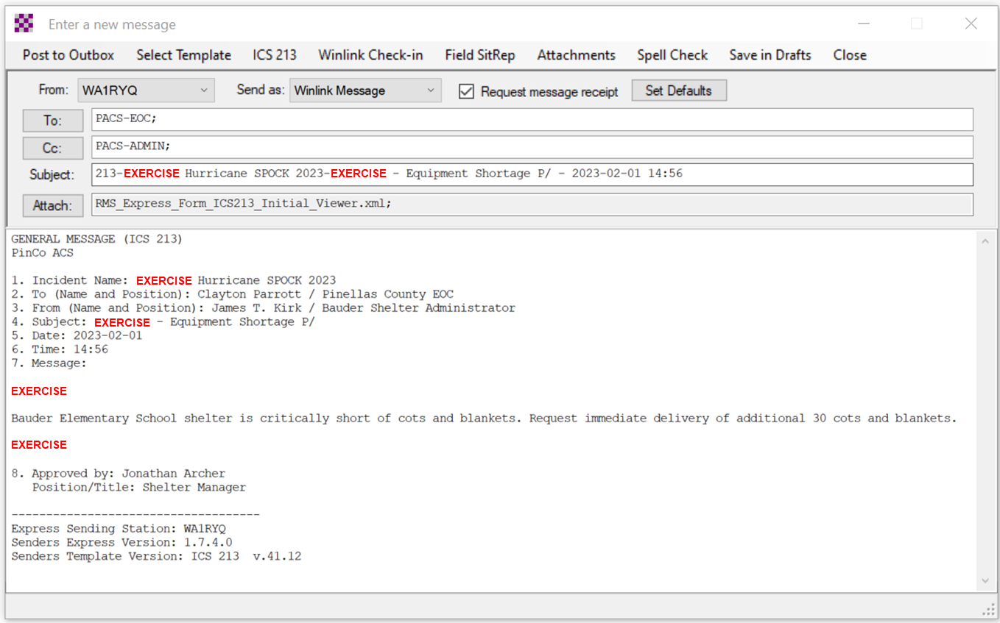 Enter a new message
Post to Outbox Select Template ICS 213 Winlink Check-in Field SitRep Attachments Spell Check Save in Drafts Close
From: WA1RYQ Send as: Winlink Message Request message receipt Set Defaults
To: PACS-EOC;
Cc: PACS-ADMIN;
Subject: 213-EXERCISE Hurricane SPOCK 2023-EXERCISE - Equipment Shortage P/ - 2023-02-01 14:56
Attach: RMS_Express_Form_ICS213_Initial_Viewer.xml;
GENERAL MESSAGE (ICS 213)
PinCo ACS
1. Incident Name: EXERCISE Hurricane SPOCK 2023
2. To (Name and Position): Clayton Parrott / Pinellas County EOC
3. From (Name and Position): James T. Kirk / Bauder Shelter Administrator
4. Subject: EXERCISE - Equipment Shortage P/
5. Date: 2023-02-01
6. Time: 14:56
7. Message:
EXERCISE
Bauder Elementary School shelter is critically short of cots and blankets. Request immediate delivery of additional 30 cots and blankets.
EXERCISE
8. Approved by: Jonathan Archer
Position/Title: Shelter Manager
------------------------------------
Express Sending Station: WA1RYQ
Senders Express Version: 1.7.4.0
Senders Template Version: ICS 213  v.41.12